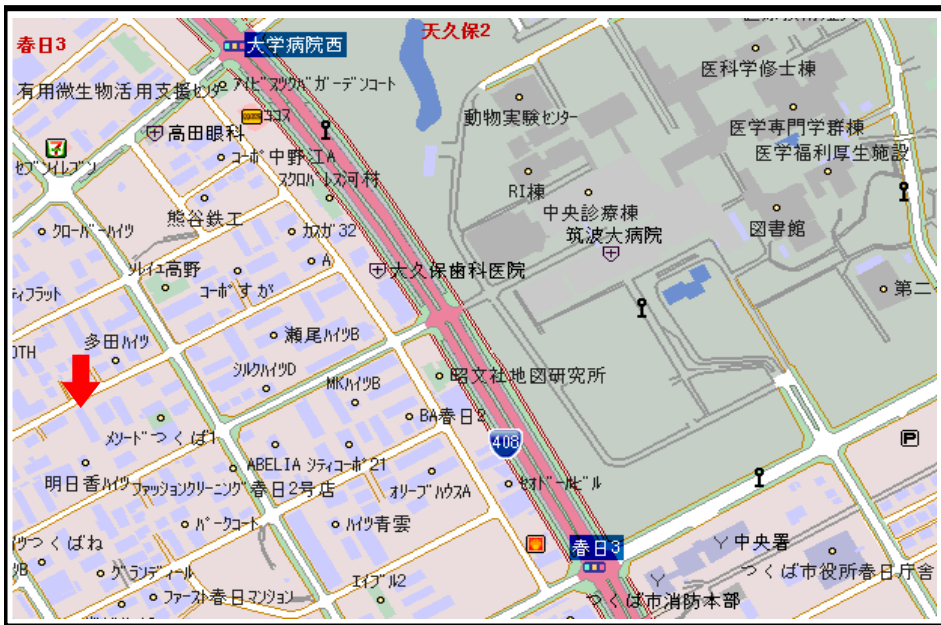 春日3
大学病院西
天久保2
医科学修士棟
有用微生物活用支援センタ
アイビスツクバガーデンコート
ココス
動物実験センター
医学専門学群棟
高田眼科
コーポ中野江A
医学福利厚生施設
セブンイレブン
スクロバレス河村
RI棟
中央診療棟
熊谷鉄工
クローバーハイツ
カスガ32
筑波大病院
図書館
A
ソレイエ高野
大久保歯科医院
コーポすが
ティフラット
第二
多田ハイツ
瀬尾ハイツB
OTH
シルクハイツD
MKハイツB
昭文社地図研究所
BA春日2
メゾードつくば1
408
P
ABELIA シティコーポ21
明日香ハイツ
ファッションクリーニング春日2号店
オリーブハウスA
セオドールビル
パークコート
ハイツ青雲
イツつくばね
春日3
中央署
ツB
グランディール
エイブル2
つくば市役所春日庁舎
ファースト春日マンション
つくば市消防本部